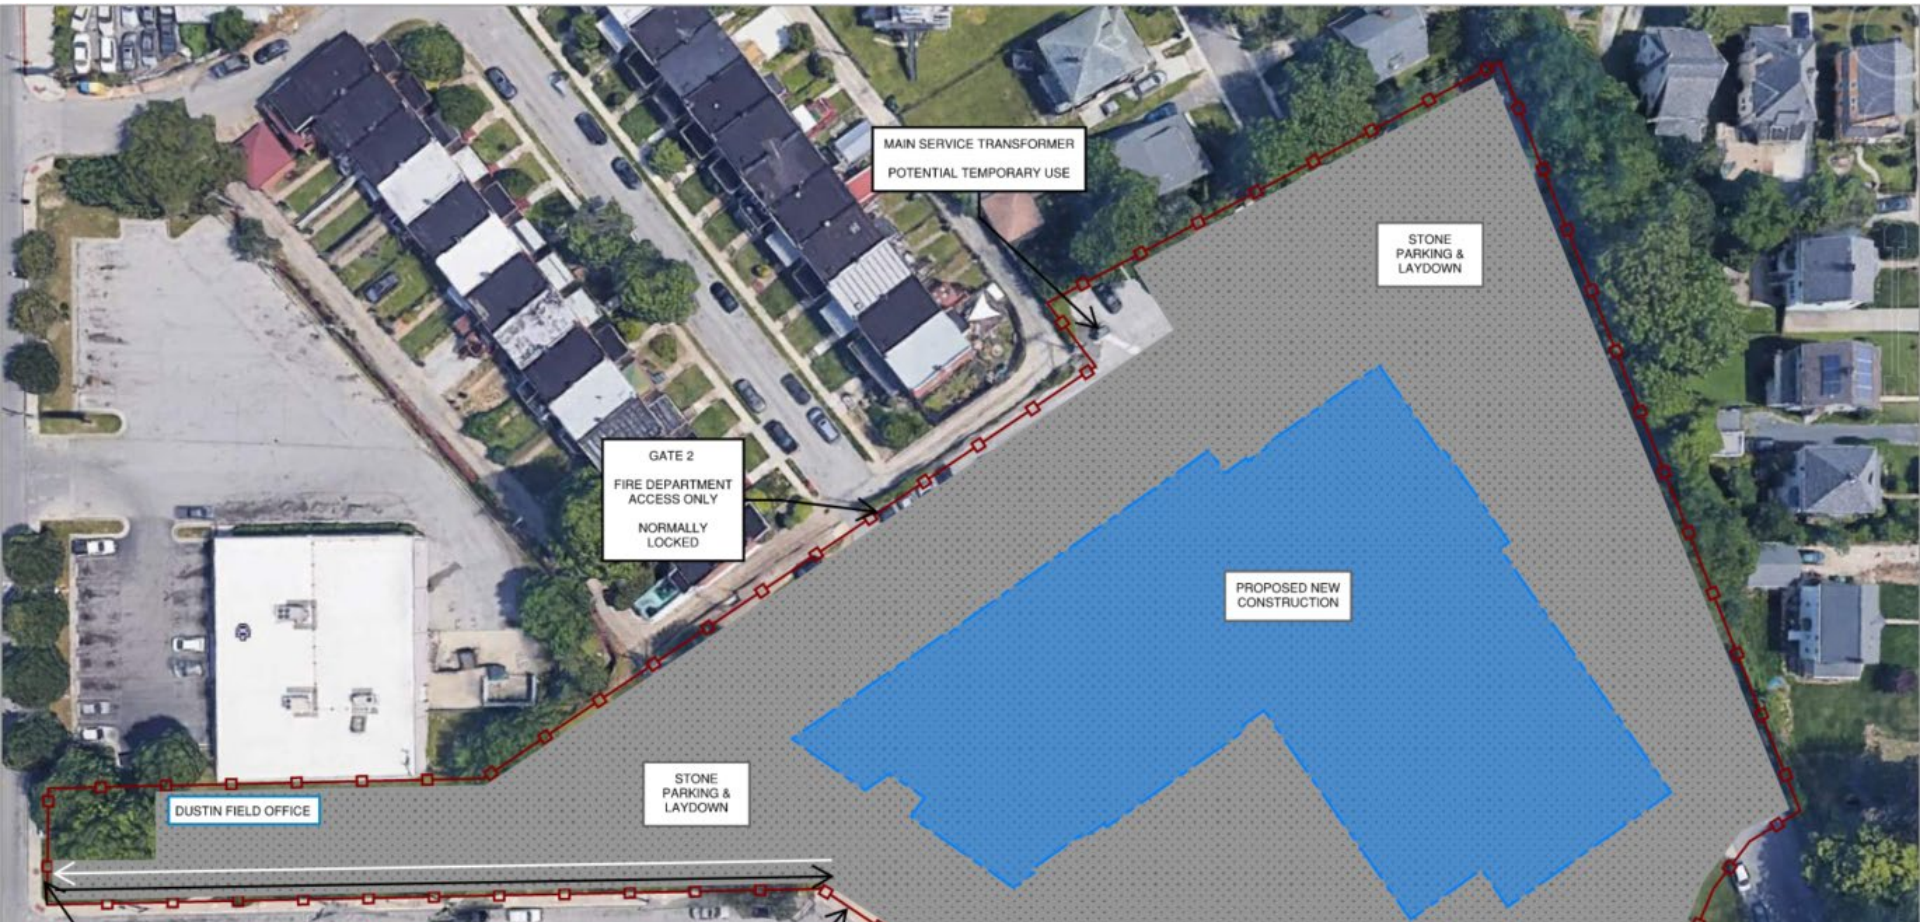 MAIN SERVICE TRANSFORMER
POTENTIAL TEMPORARY USE
STONE
PARKING &
LAYDOWN
GATE 2
FIRE DEPARTMENT
ACCESS ONLY
NORMALLY
LOCKED
PROPOSED NEW
CONSTRUCTION
STONE
PARKING &
LAYDOWN
DUSTIN FIELD OFFICE